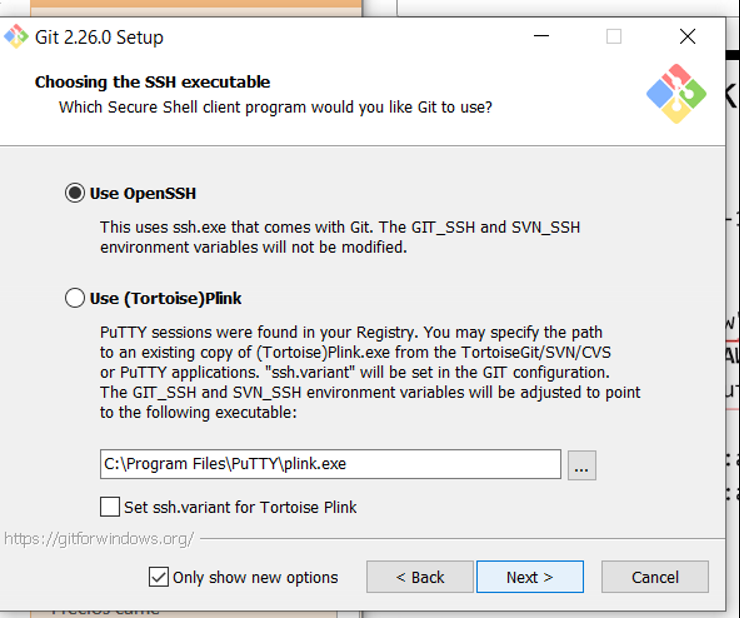 Git 2.26.0 Setup
Choosing the SSH executable
Which Secure Shell client program would you like Git to use?
Use OpenSSH
This uses ssh.exe that comes with Git. The GIT_SSH and SVN_SSH
environment variables will not be modified.
Use (Tortoise)Plink
PuTTY sessions were found in your Registry. You may specify the path
to an existing copy of (Tortoise)Plink.exe from the TortoiseGit/SVN/CVS
or PuTTY applications. "ssh.variant" will be set in the GIT configuration.
The GIT_SSH and SVN_SSH environment variables will be adjusted to point
to the following executable:
C:\Program Files\PuTTY\plink.exe
...
Set ssh.variant for Tortoise Plink
https://gitforwindows.org/
Only show new options
< Back
Next >
Cancel